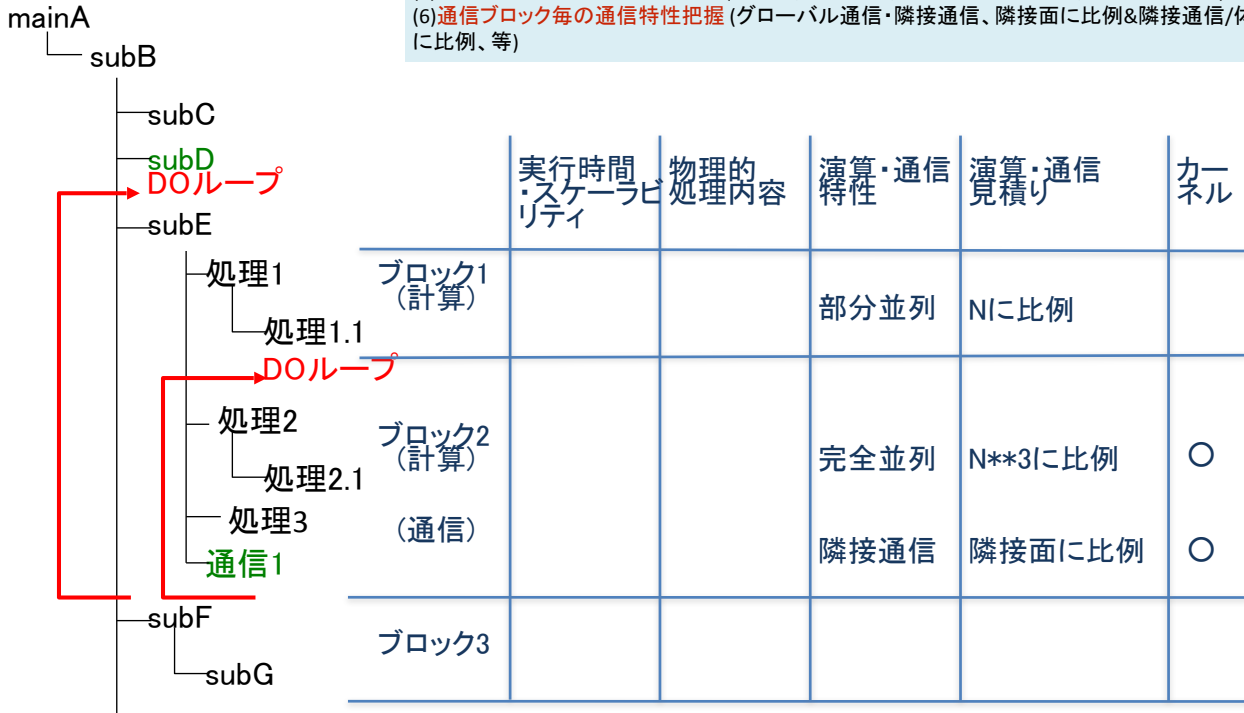 (6)通信ブロック毎の通信特性把握 (グローバル通信・隣接通信、隣接面に比例&隣接通信/
に比例、等)
mainA
subB
subC
subD
DOループ
subE
処理1
処理1.1
DOループ
処理2
処理2.1
処理3
通信1
subF
subG
実行時間
・スケーラビ
リティ
物理的
処理内容
演算・通信
特性
演算・通信
見積り
カー
ネル
ブロック1
(計算)
部分並列
Nに比例
ブロック2
(計算)
完全並列
N**3に比例
○
(通信)
隣接通信
隣接面に比例
○
ブロック3